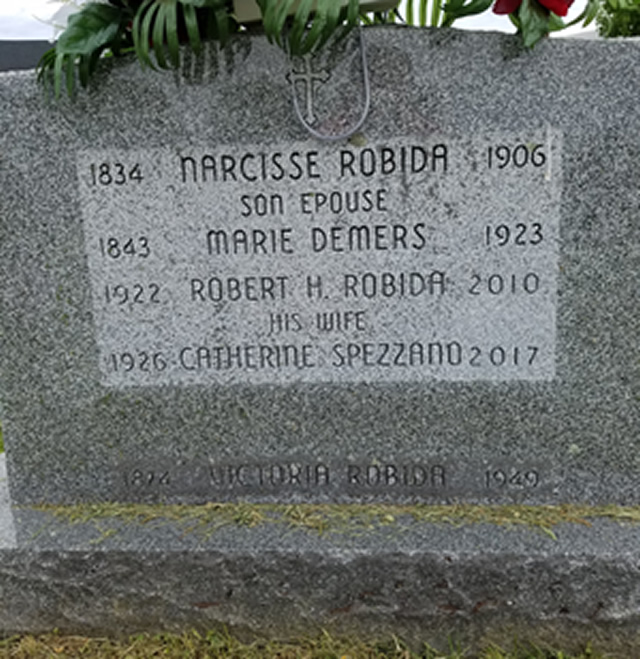 1834 NARCISSE ROBIDA 1906
SON EPOUSE
1843 MARIE DEMERS 1923
1922 ROBERT H. ROBIDA 2010
HIS WIFE
1926 CATHERINE SPEZZANO 2017
1874 VICTORIA ROBIDA 1949